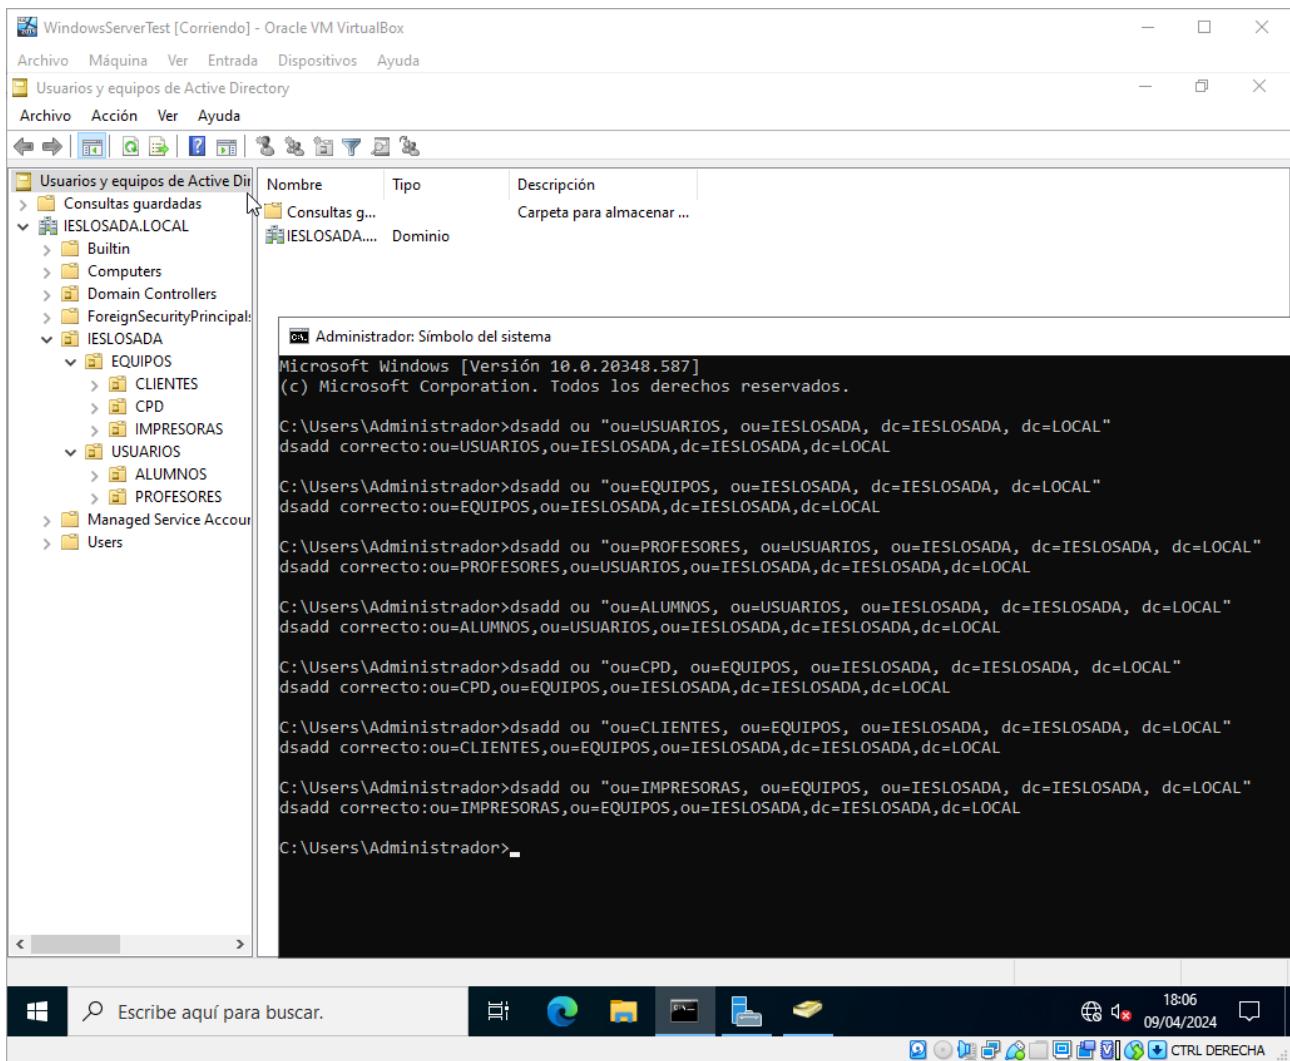 WindowsServerTest [Corriendo] - Oracle VM VirtualBox
Archivo Máquina Ver Entrada Dispositivos Ayuda
Usuarios y equipos de Active Directory
Archivo Acción Ver Ayuda
Usuarios y equipos de Active Dir
Consultas guardadas
IESLOSADA.LOCAL
Builtin
Computers
Domain Controllers
ForeignSecurityPrincipals
IESLOSADA
EQUIPOS
CLIENTES
CPD
IMPRESORAS
USUARIOS
ALUMNOS
PROFESORES
Managed Service Accour
Users
Nombre Tipo Descripción
Consultas g... Carpeta para almacenar ...
IESLOSADA.... Dominio
Administrador: Símbolo del sistema
Microsoft Windows [Versión 10.0.20348.587]
(c) Microsoft Corporation. Todos los derechos reservados.
C:\Users\Administrador>dsadd ou "ou=USUARIOS, ou=IESLOSADA, dc=IESLOSADA, dc=LOCAL"
dsadd correcto:ou=USUARIOS,ou=IESLOSADA,dc=IESLOSADA,dc=LOCAL
C:\Users\Administrador>dsadd ou "ou=EQUIPOS, ou=IESLOSADA, dc=IESLOSADA, dc=LOCAL"
dsadd correcto:ou=EQUIPOS,ou=IESLOSADA,dc=IESLOSADA,dc=LOCAL
C:\Users\Administrador>dsadd ou "ou=PROFESORES, ou=USUARIOS, ou=IESLOSADA, dc=IESLOSADA, dc=LOCAL"
dsadd correcto:ou=PROFESORES,ou=USUARIOS,ou=IESLOSADA,dc=IESLOSADA,dc=LOCAL
C:\Users\Administrador>dsadd ou "ou=ALUMNOS, ou=USUARIOS, ou=IESLOSADA, dc=IESLOSADA, dc=LOCAL"
dsadd correcto:ou=ALUMNOS,ou=USUARIOS,ou=IESLOSADA,dc=IESLOSADA,dc=LOCAL
C:\Users\Administrador>dsadd ou "ou=CPD, ou=EQUIPOS, ou=IESLOSADA, dc=IESLOSADA, dc=LOCAL"
dsadd correcto:ou=CPD,ou=EQUIPOS,ou=IESLOSADA,dc=IESLOSADA,dc=LOCAL
C:\Users\Administrador>dsadd ou "ou=CLIENTES, ou=EQUIPOS, ou=IESLOSADA, dc=IESLOSADA, dc=LOCAL"
dsadd correcto:ou=CLIENTES,ou=EQUIPOS,ou=IESLOSADA,dc=IESLOSADA,dc=LOCAL
C:\Users\Administrador>dsadd ou "ou=IMPRESORAS, ou=EQUIPOS, ou=IESLOSADA, dc=IESLOSADA, dc=LOCAL"
dsadd correcto:ou=IMPRESORAS,ou=EQUIPOS,ou=IESLOSADA,dc=IESLOSADA,dc=LOCAL
C:\Users\Administrador>
Escribe aquí para buscar.
18:06
09/04/2024
CTRL DERECHA